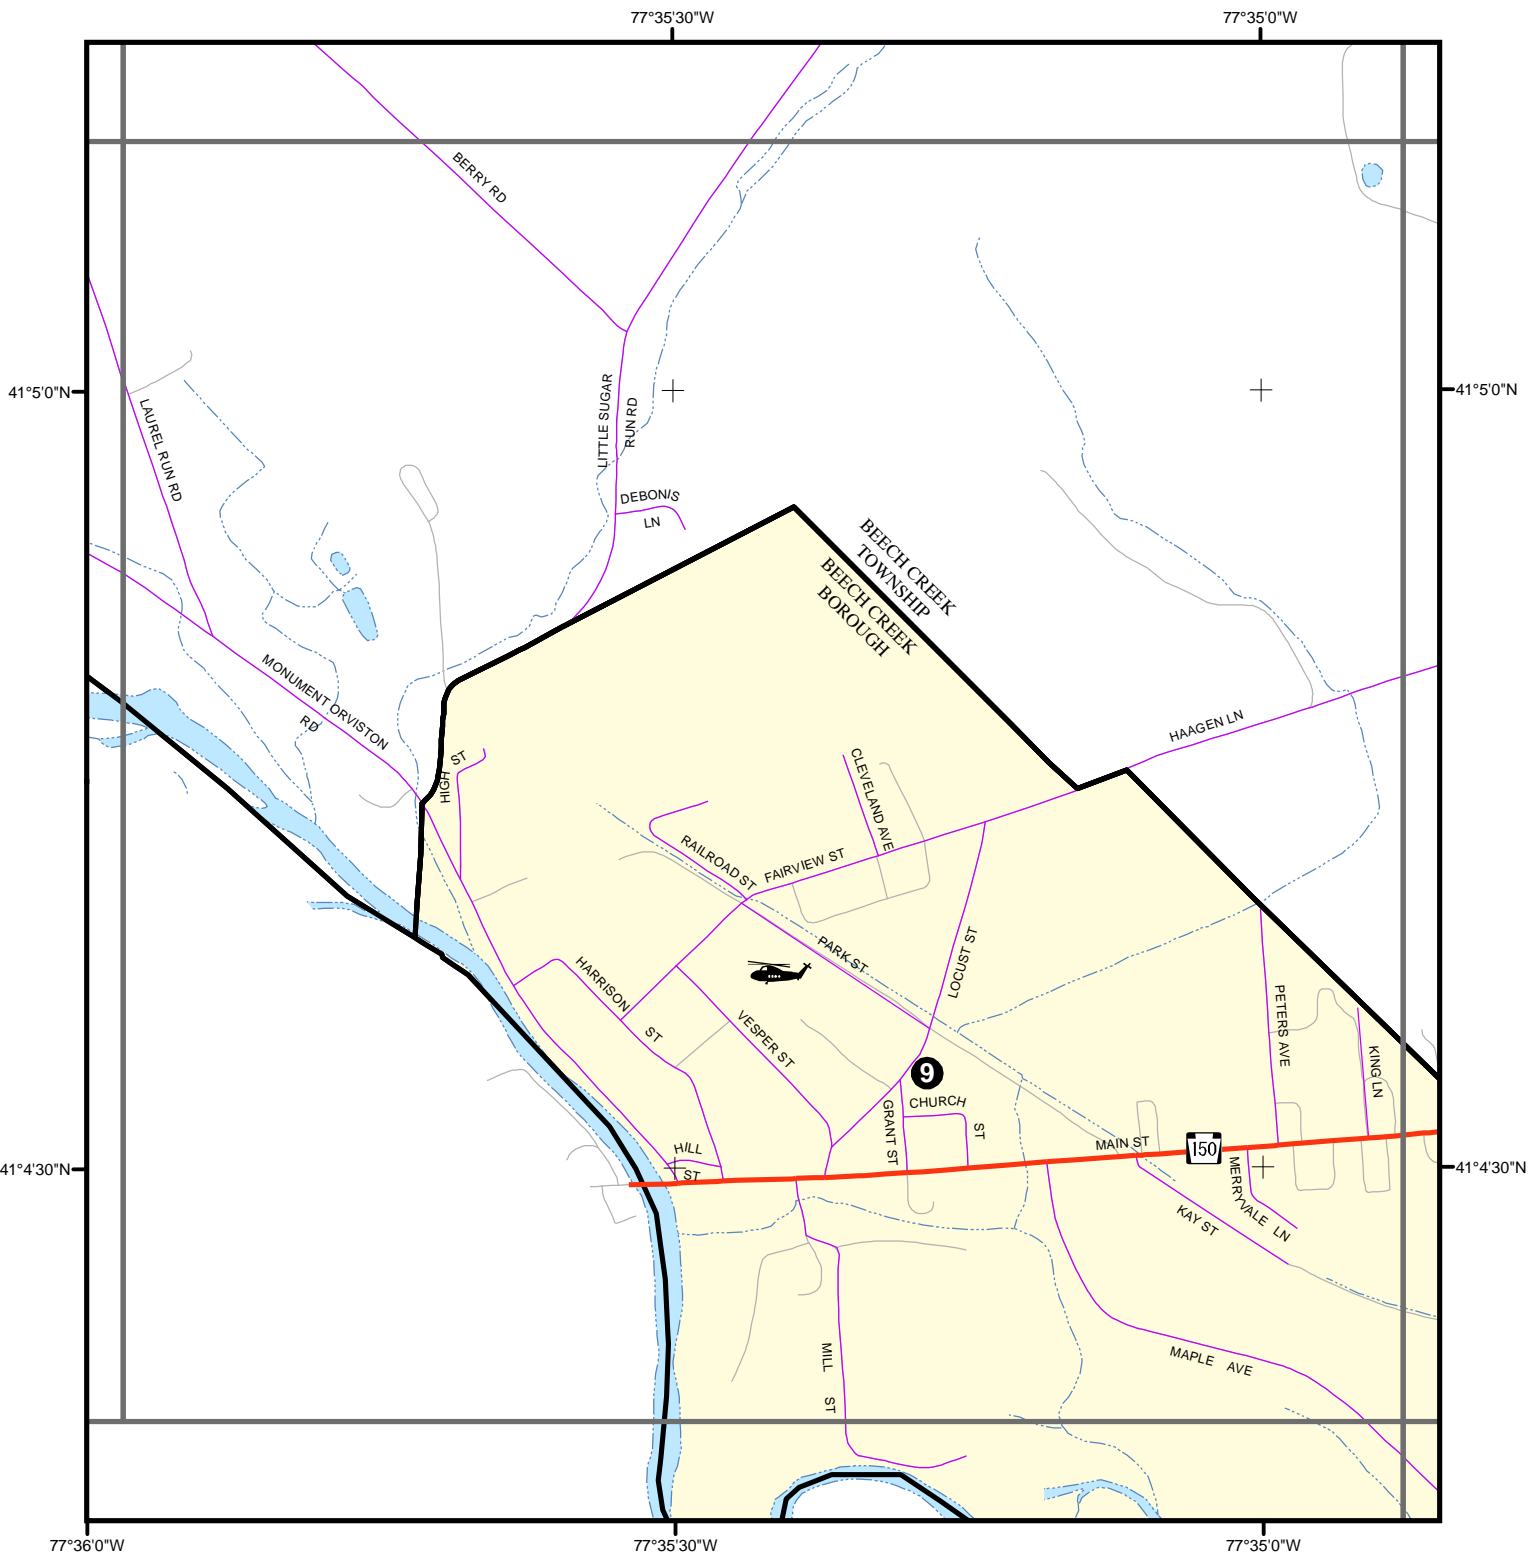 77°35'30"W
77°35'0"W
BERRY RD
41°5'0"N
41°5'0"N
LITTLE SUGAR
RUN RD
LAUREL RUN RD
DEBONIS
LN
BEECH CREEK
TOWNSHIP
BEECH CREEK
BOROUGH
MONUMENT ORVISTON
RD
HAAGEN LN
HIGH
ST
CLEVELAND AVE
RAILROAD ST
FAIRVIEW ST
PARK ST
LOCUST ST
HARRISON
ST
VESPER ST
PETERS AVE
KING LN
9
CHURCH
ST
GRANT ST
MAIN ST
150
HILL
ST
41°4'30"N
41°4'30"N
MERRYVALE LN
KAY ST
MILL
ST
MAPLE AVE
77°36'0"W
77°35'30"W
77°35'0"W